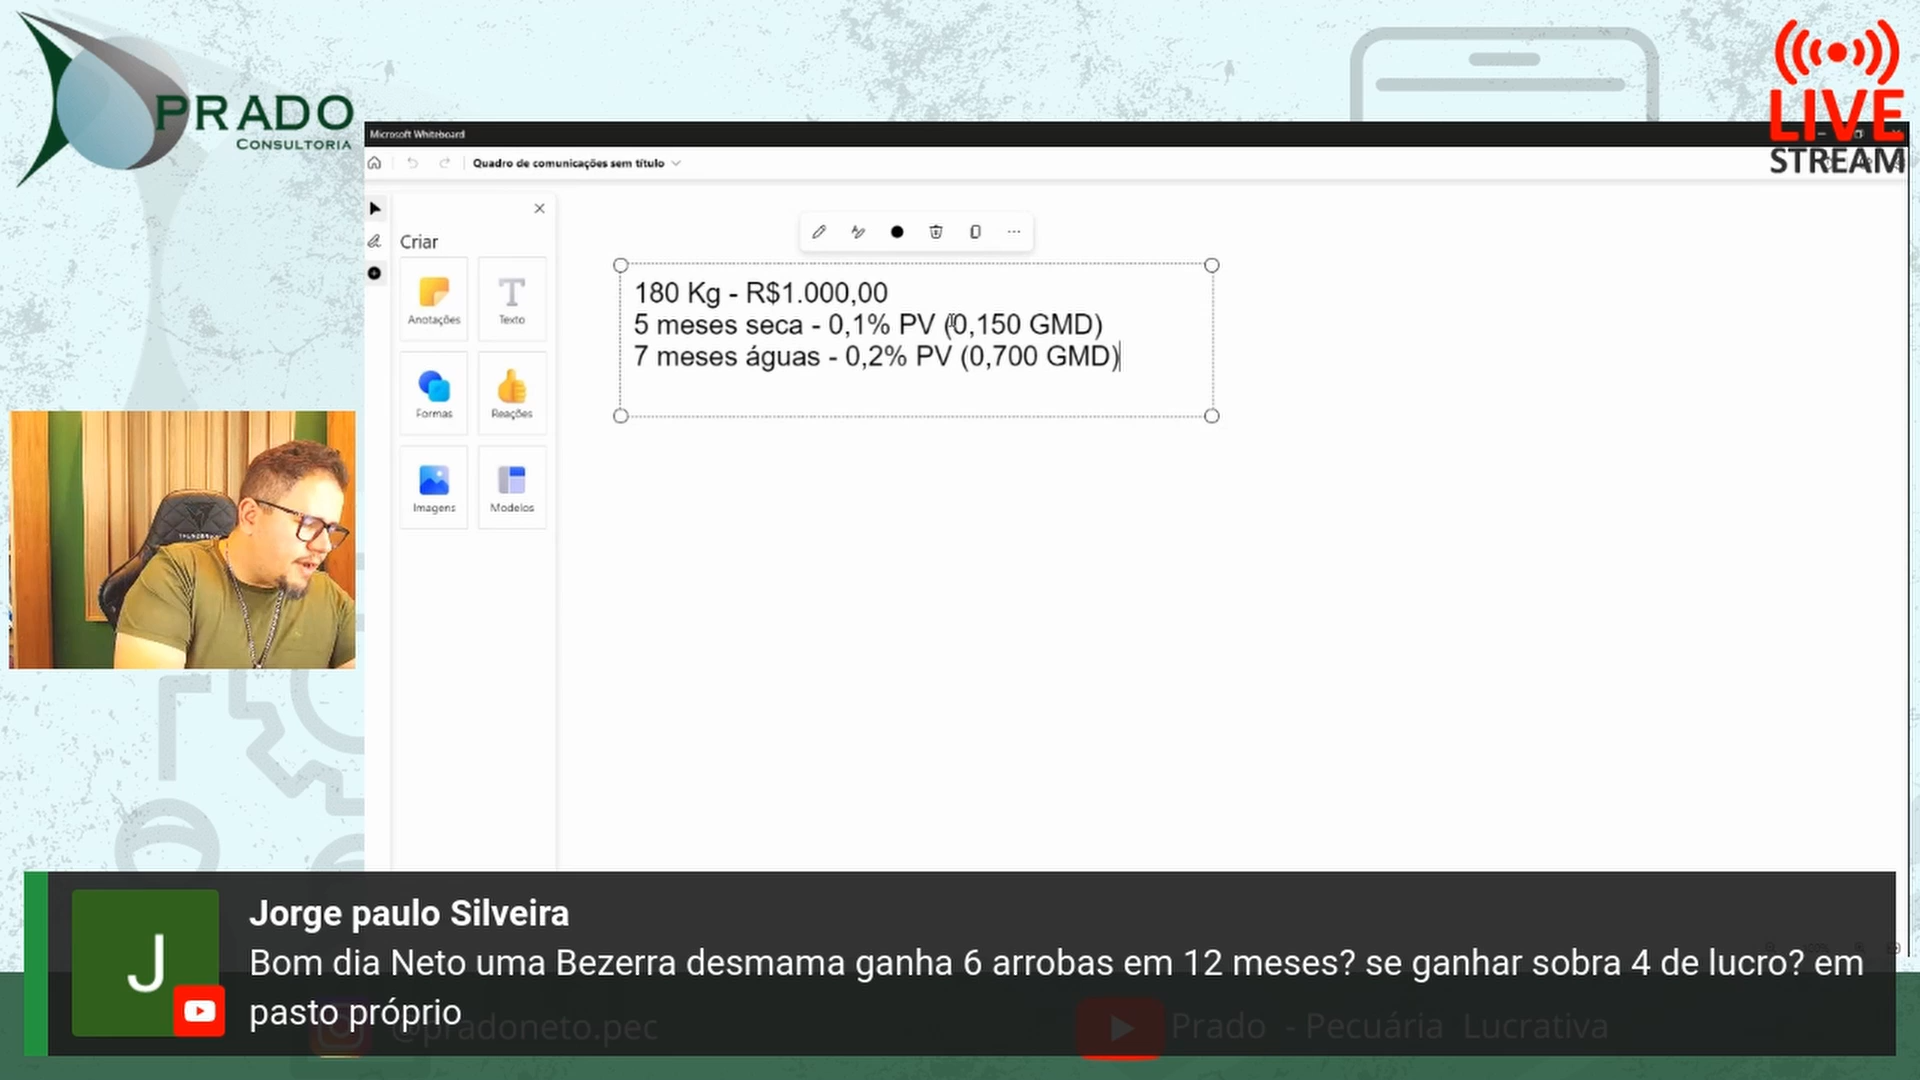 PRADO
CONSULTORIA
LIVE
STREAM
Microsoft Whiteboard
Quadro de comunicações sem título
Criar
Anotações
Texto
Formas
Reações
Imagens
Modelos
180 Kg - R$1.000,00
5 meses seca - 0,1% PV (0,150 GMD)
7 meses águas - 0,2% PV (0,700 GMD)
J
Jorge paulo Silveira
Bom dia Neto uma Bezerra desmama ganha 6 arrobas em 12 meses? se ganhar sobra 4 de lucro? em
pasto próprio
@pradoneto.pec
Prado - Pecuária Lucrativa